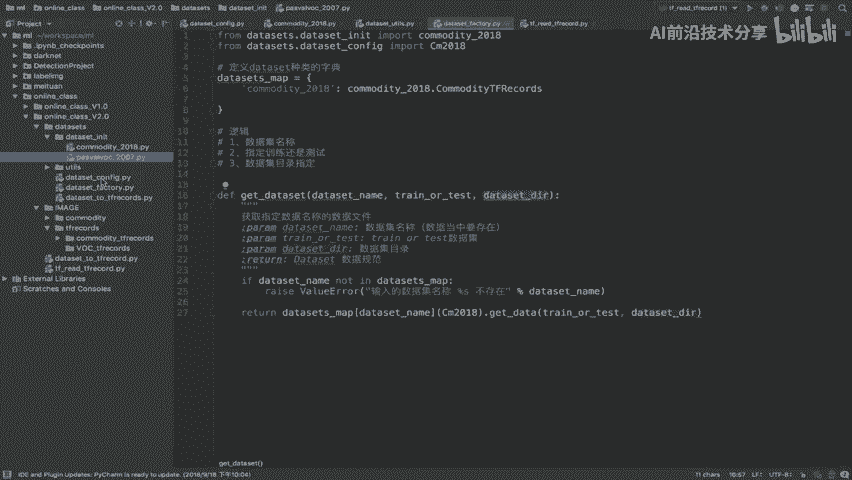 ml online_class online_class_V2.0 datasets dataset_init pasvalvoc_2007.py
tf_read_tfrecord (1)
AI前沿技术分享 bilibili
Project
dataset_config.py
commodity_2018.py
dataset_utils.py
dataset_factory.py
tf_read_tfrecord.py
ml ~/workspace/ml
.ipynb_checkpoints
darknet
DetectionProject
labelimg
meituan
online_class
online_class_V1.0
online_class_V2.0
datasets
dataset_init
commodity_2018.py
pasvalvoc_2007.py
utils
dataset_config.py
dataset_factory.py
dataset_to_tfrecords.py
IMAGE
commodity
tfrecords
commodity_tfrecords
VOC_tfrecords
dataset_to_tfrecord.py
tf_read_tfrecord.py
External Libraries
Scratches and Consoles
1 from datasets.dataset_init import commodity_2018
2 from datasets.dataset_config import Cm2018
3
4 # 定义dataset种类的字典
5 datasets_map = {
6 'commodity_2018': commodity_2018.CommodityTFRecords
7
8 }
9
10 # 逻辑
11 # 1、数据集名称
12 # 2、指定训练还是测试
13 # 3、数据集目录指定
14
15
16 def get_dataset(dataset_name, train_or_test, dataset_dir):
17 """
18 获取指定数据名称的数据文件
19 :param dataset_name: 数据集名称（数据当中要存在）
20 :param train_or_test: train or test数据集
21 :param dataset_dir: 数据集目录
22 :return: Dataset 数据规范
23 """
24 if dataset_name not in datasets_map:
25 raise ValueError("输入的数据集名称 %s 不存在" % dataset_name)
26
27 return datasets_map[dataset_name](Cm2018).get_data(train_or_test, dataset_dir)
get_dataset()
IDE and Plugin Updates: PyCharm is ready to update. (2018/9/18 下午10:04)
11 chars 16:57 LF÷ UTF-8÷